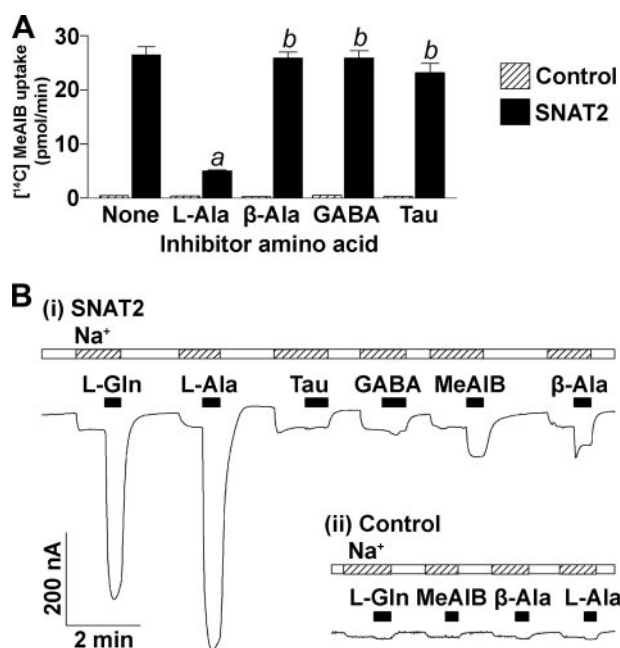 A
[¹⁴C] MeAIB uptake
(pmol/min)
30
20
10
0
a
b
b
b
Control
SNAT2
None L-Ala β-Ala GABA Tau
Inhibitor amino acid
B
(i) SNAT2
Na⁺
L-Gln L-Ala Tau GABA MeAIB β-Ala
200 nA
2 min
(ii) Control
Na⁺
L-Gln MeAIB β-Ala L-Ala